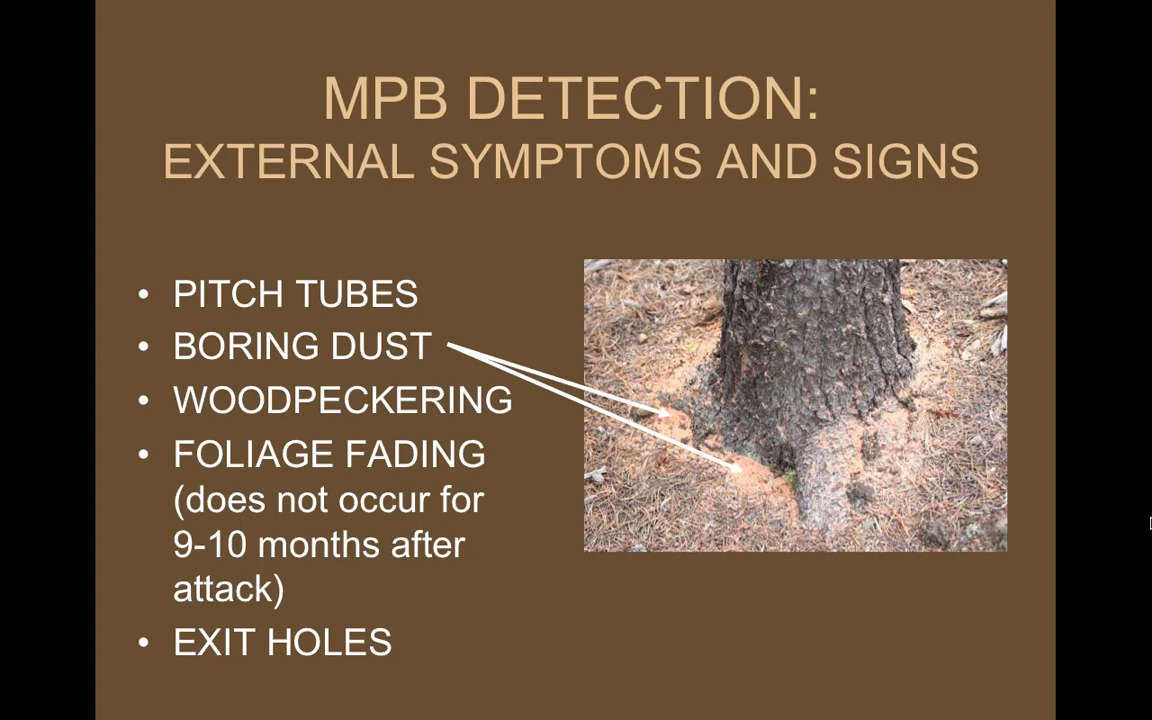 MPB DETECTION:
EXTERNAL SYMPTOMS AND SIGNS
• PITCH TUBES
• BORING DUST
• WOODPECKERING
• FOLIAGE FADING
(does not occur for
9-10 months after
attack)
• EXIT HOLES